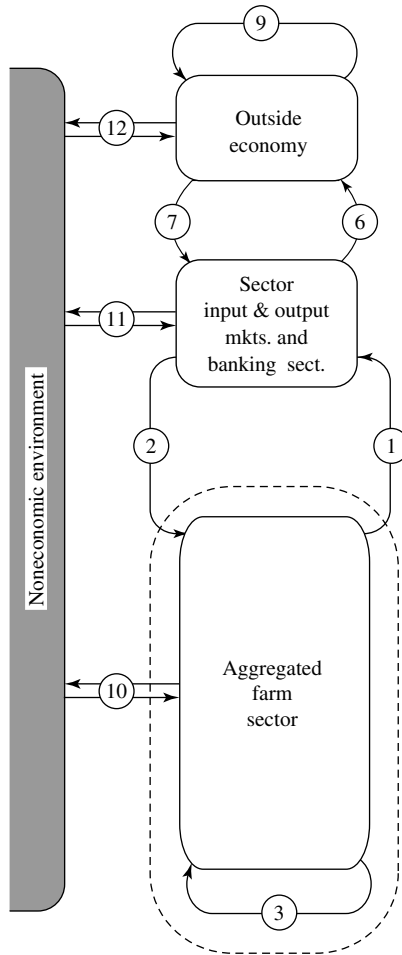 9
Outside
economy
12
7
6
Sector
input & output
mkts. and
banking sect.
11
2
1
Noneconomic environment
Aggregated
farm
sector
10
3